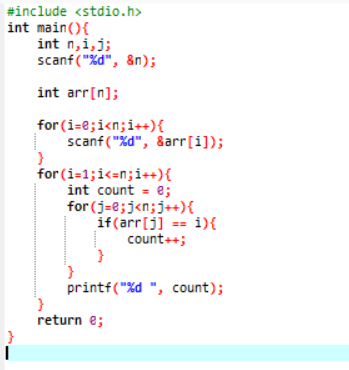 #include <stdio.h>
int main(){
    int n,i,j;
    scanf("%d", &n);

    int arr[n];

    for(i=0;i<n;i++){
        scanf("%d", &arr[i]);
    }
    for(i=1;i<=n;i++){
        int count = 0;
        for(j=0;j<n;j++){
            if(arr[j] == i){
                count++;
            }
        }
        printf("%d ", count);
    }
    return 0;
}